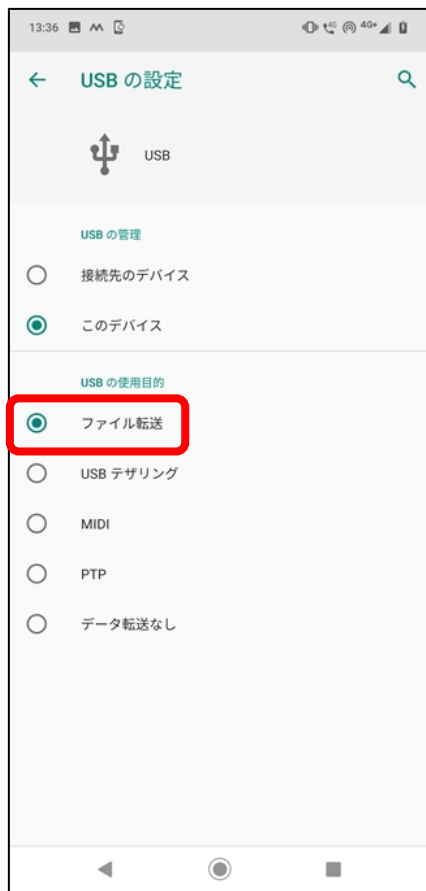 13:36
4G 4G+
USB の設定
USB
USB の管理
接続先のデバイス
このデバイス
USB の使用目的
ファイル転送
USB テザリング
MIDI
PTP
データ転送なし